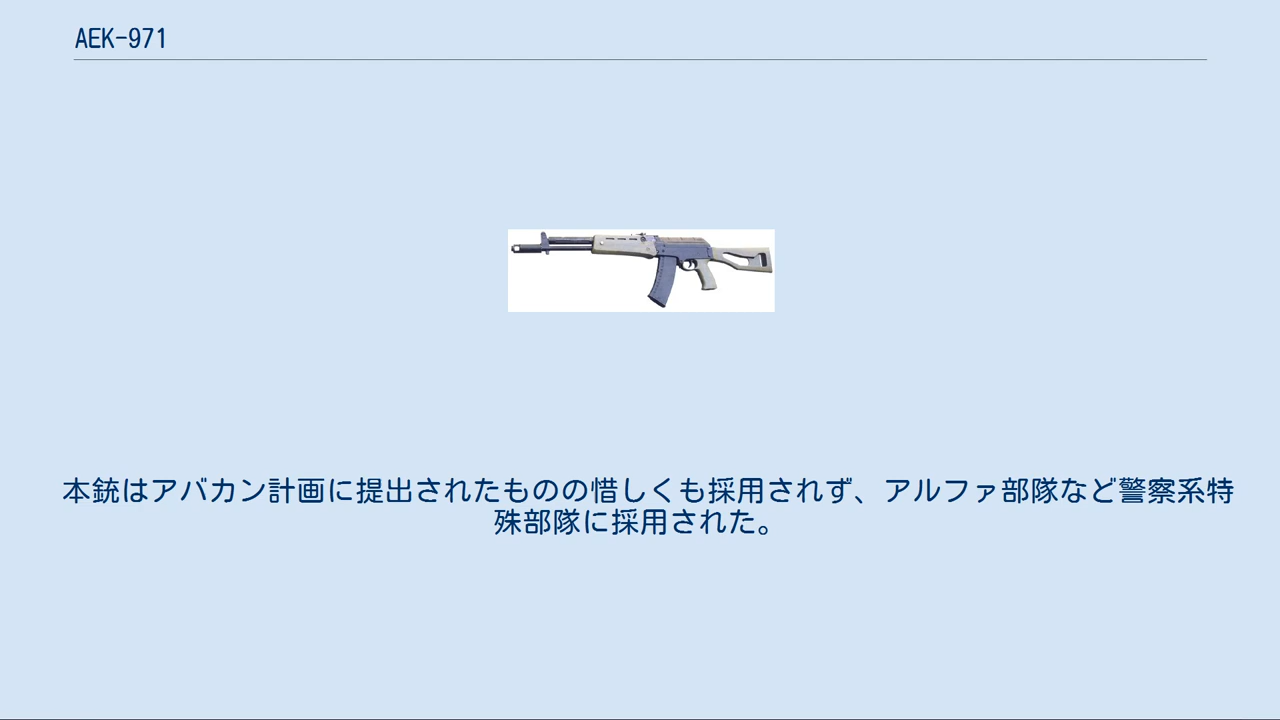 AEK-971
本銃はアバカン計画に提出されたものの惜しくも採用されず、アルファ部隊など警察系特
殊部隊に採用された。